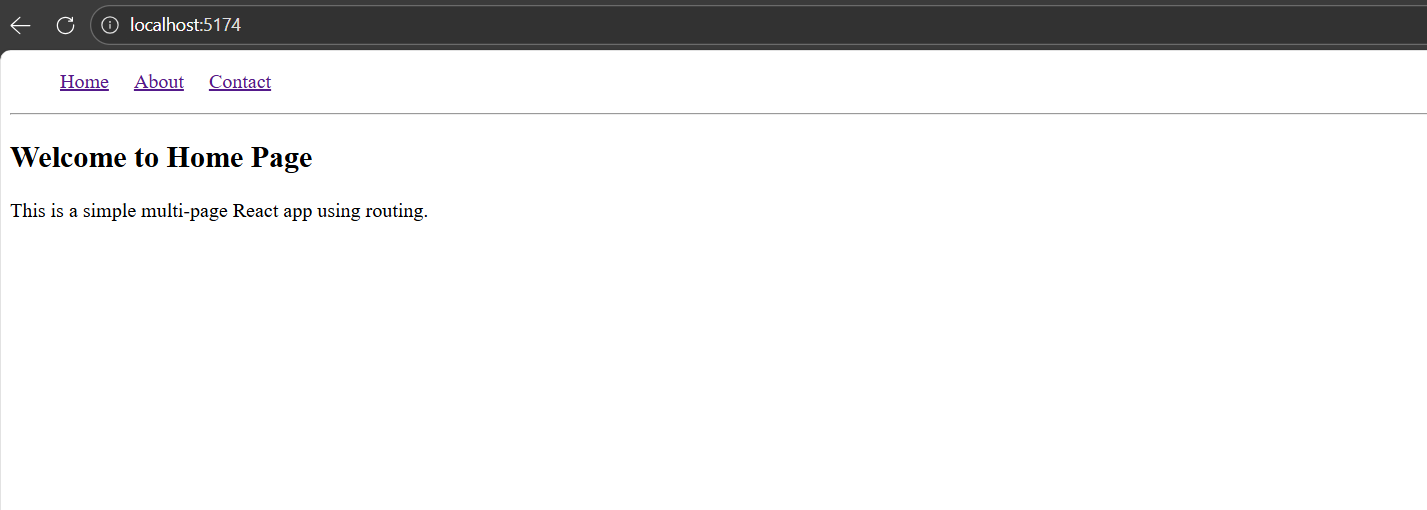 localhost:5174
Home About Contact
Welcome to Home Page
This is a simple multi-page React app using routing.